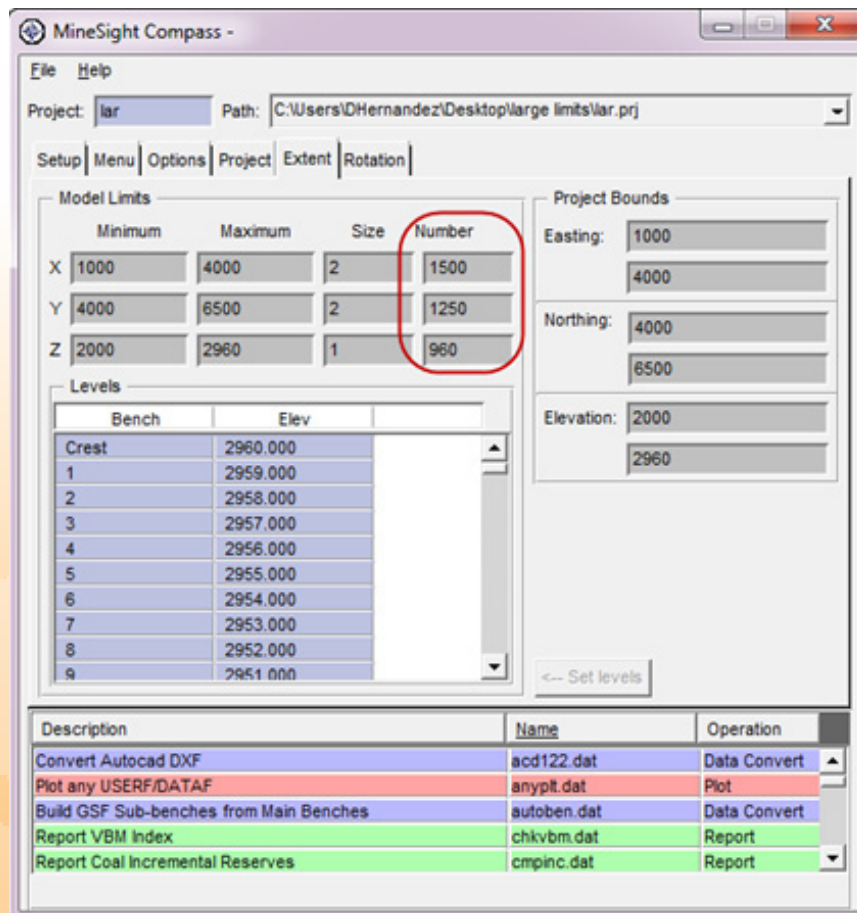 MineSight Compass -
File Help
Project: lar Path: C:\Users\DHernandez\Desktop\large limits\lar.prj
Setup Menu Options Project Extent Rotation
Model Limits
Minimum Maximum Size Number
X 1000 4000 2 1500
Y 4000 6500 2 1250
Z 2000 2960 1 960
Levels
Bench Elev
Crest 2960.000
1 2959.000
2 2958.000
3 2957.000
4 2956.000
5 2955.000
6 2954.000
7 2953.000
8 2952.000
9 2951.000
Project Bounds
Easting: 1000
4000
Northing: 4000
6500
Elevation: 2000
2960
<-- Set levels
Description Name Operation
Convert Autocad DXF acd122.dat Data Convert
Plot any USERF/DATAF anyplt.dat Plot
Build GSF Sub-benches from Main Benches autoben.dat Data Convert
Report VBM Index chkvbm.dat Report
Report Coal Incremental Reserves cmpinc.dat Report